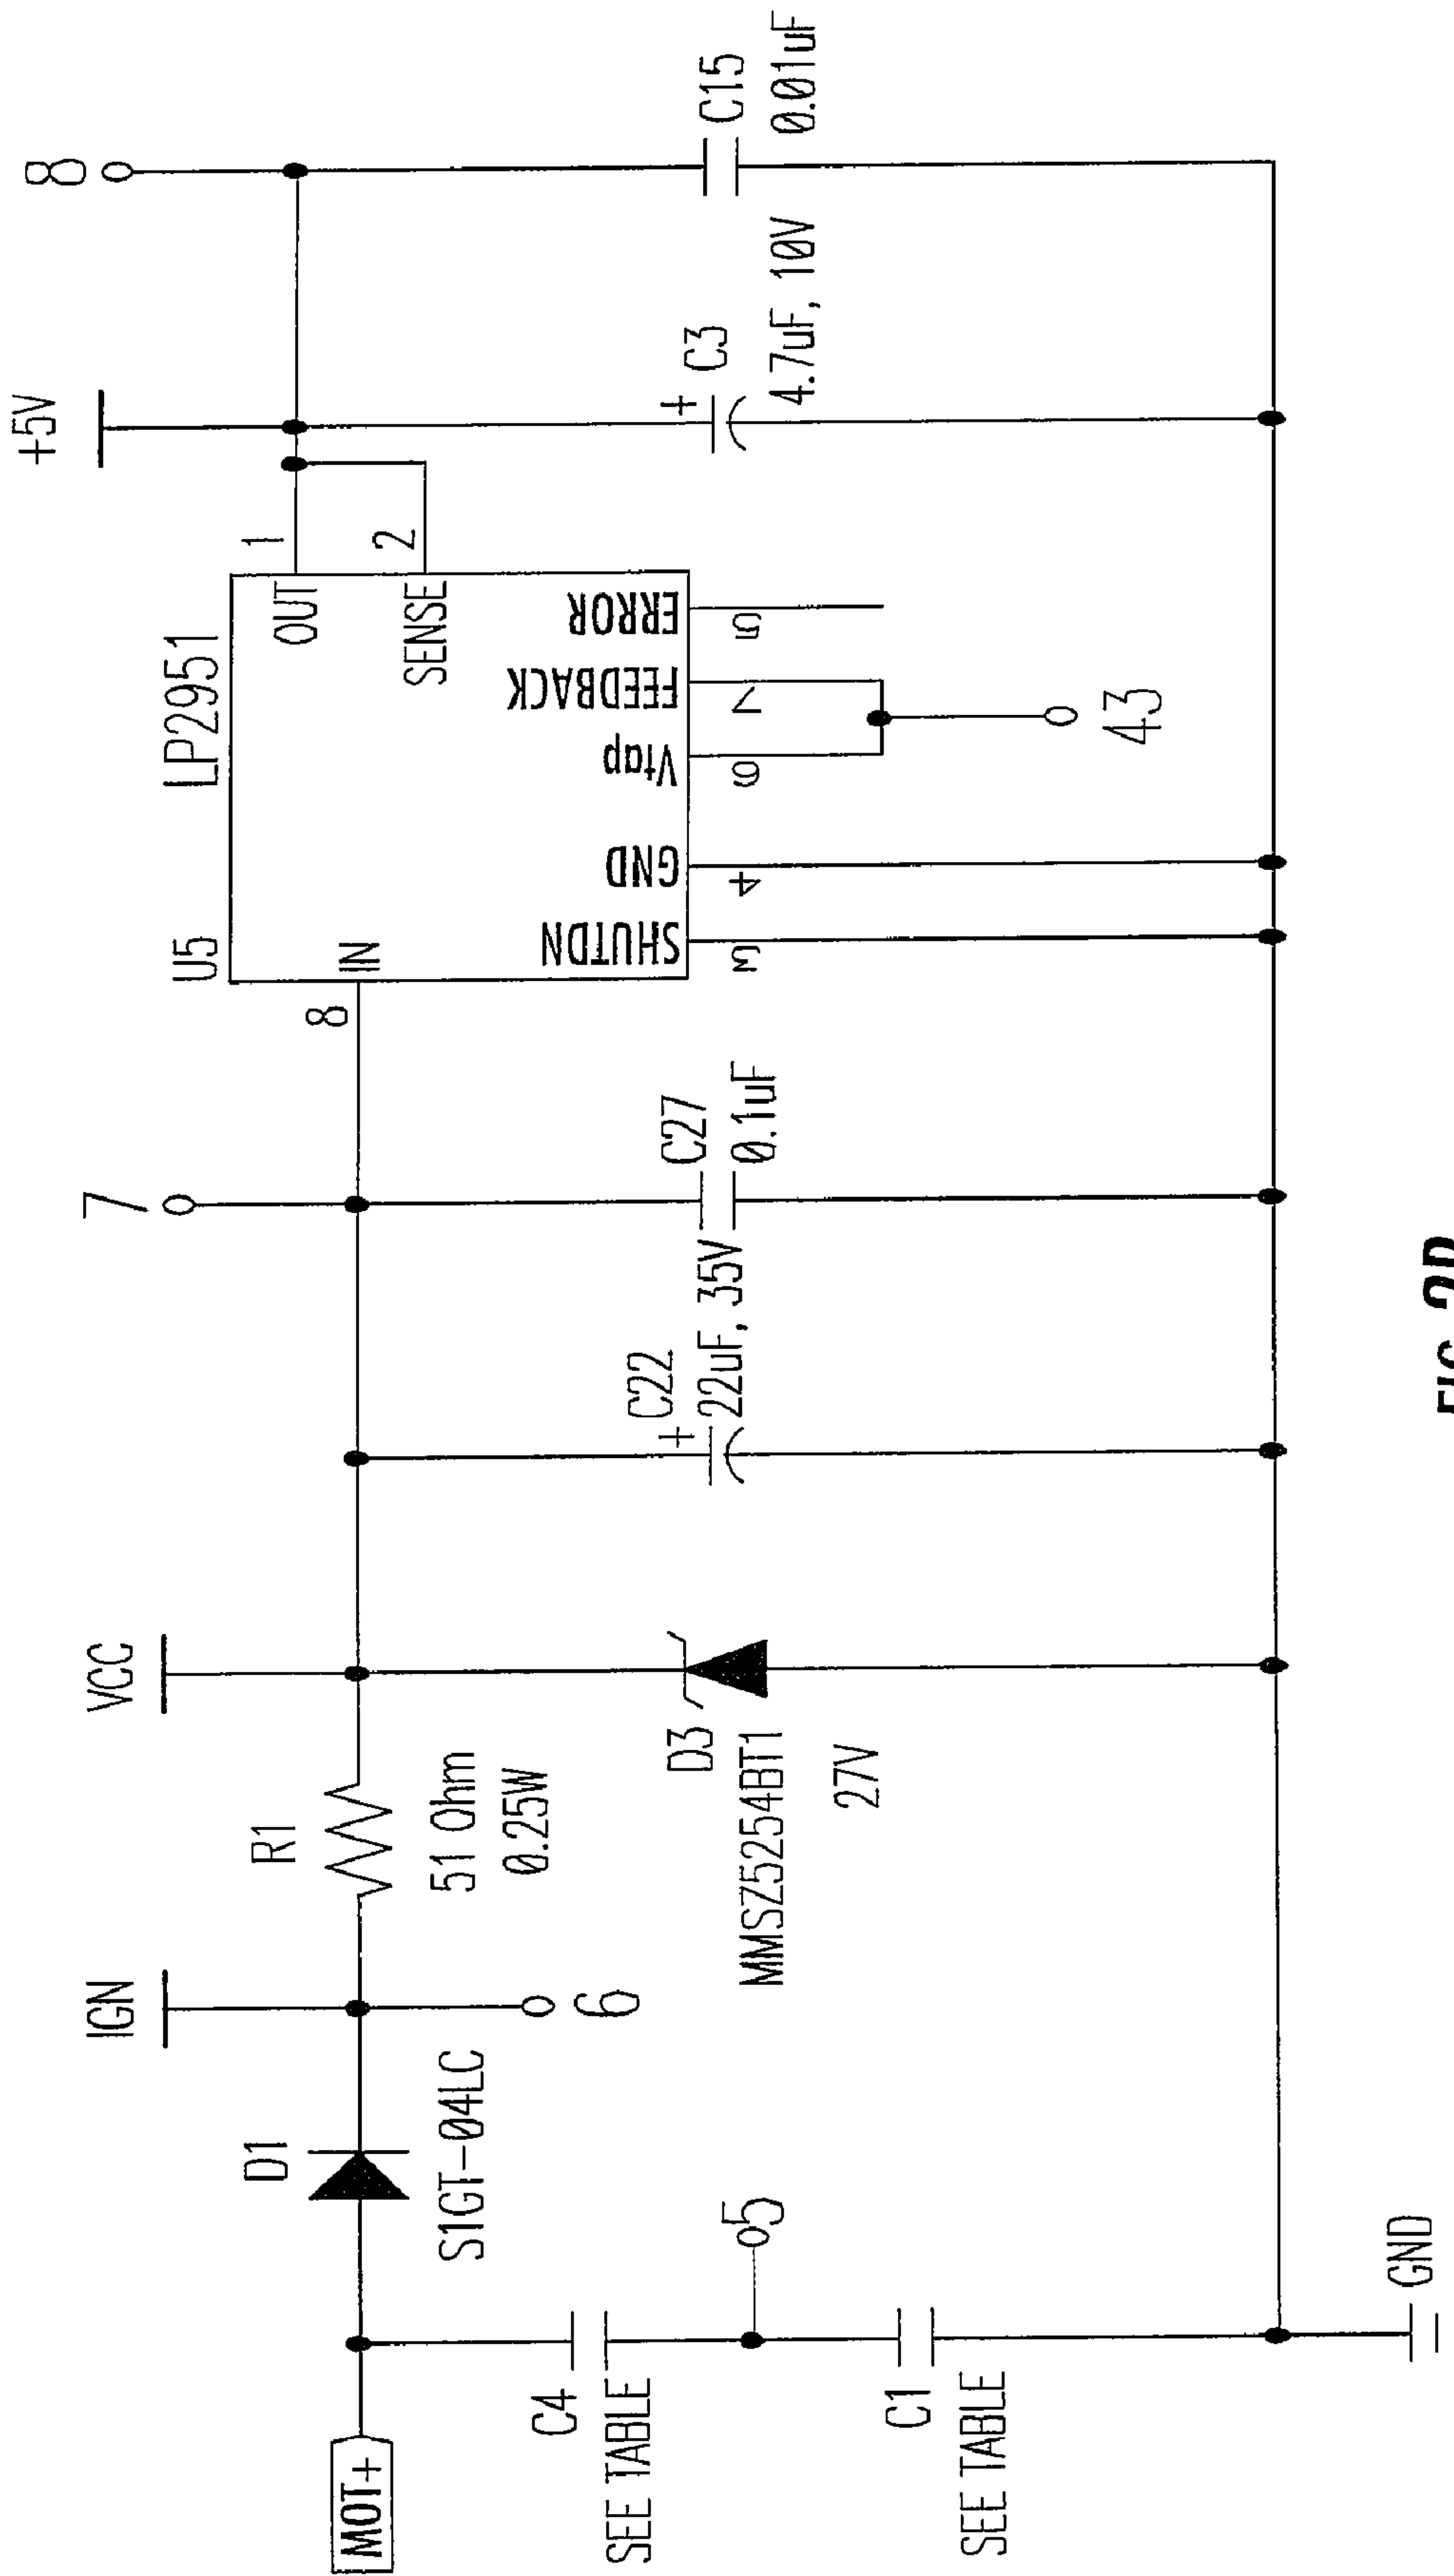 MOT+
C4
SEE TABLE
C1
SEE TABLE
GND
5
D1
S1GT-04LC
IGN
6
R1
51 Ohm
0.25W
VCC
D3
MMSZ5254BT1
27V
C22
+
22uF, 35V
7
C27
0.1uF
8
U5
LP2951
IN
OUT
SENSE
SHUTDN
GND
Vtap
FEEDBACK
ERROR
1
2
3
4
6
7
5
43
+5V
+
C3
4.7uF, 10V
8
C15
0.01uF